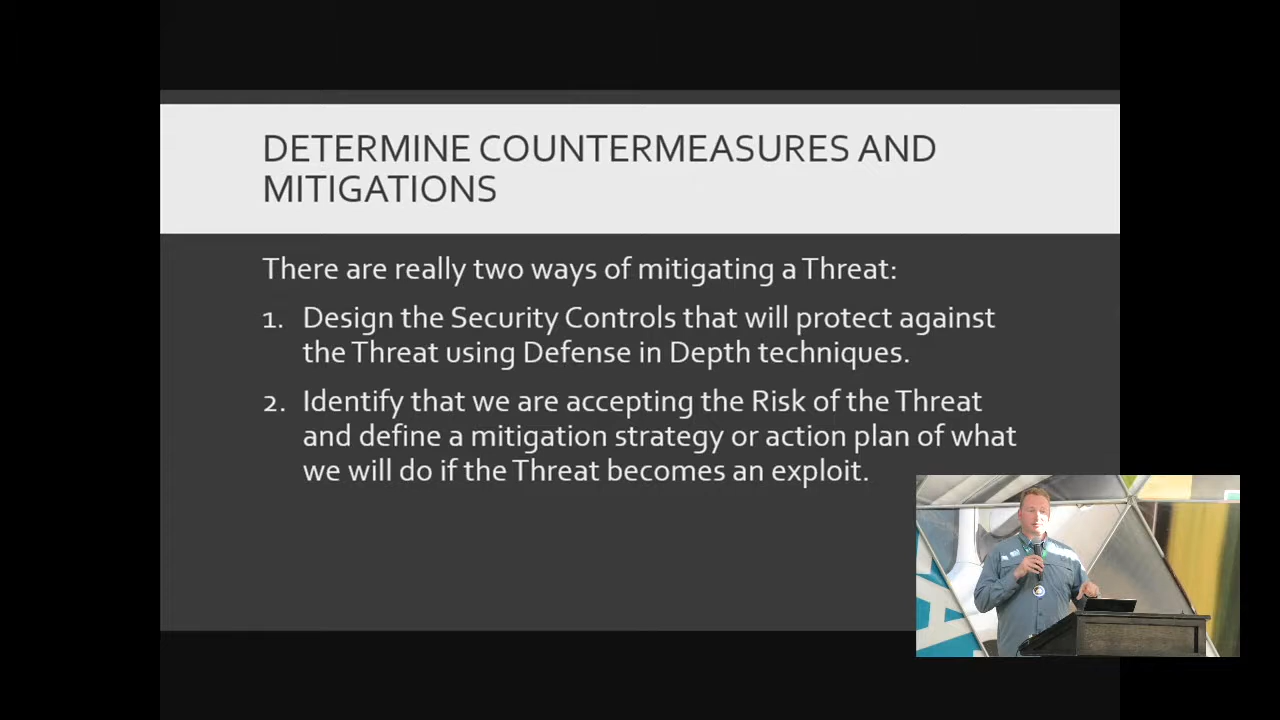 DETERMINE COUNTERMEASURES AND
MITIGATIONS
There are really two ways of mitigating a Threat:
1. Design the Security Controls that will protect against
the Threat using Defense in Depth techniques.
2. Identify that we are accepting the Risk of the Threat
and define a mitigation strategy or action plan of what
we will do if the Threat becomes an exploit.